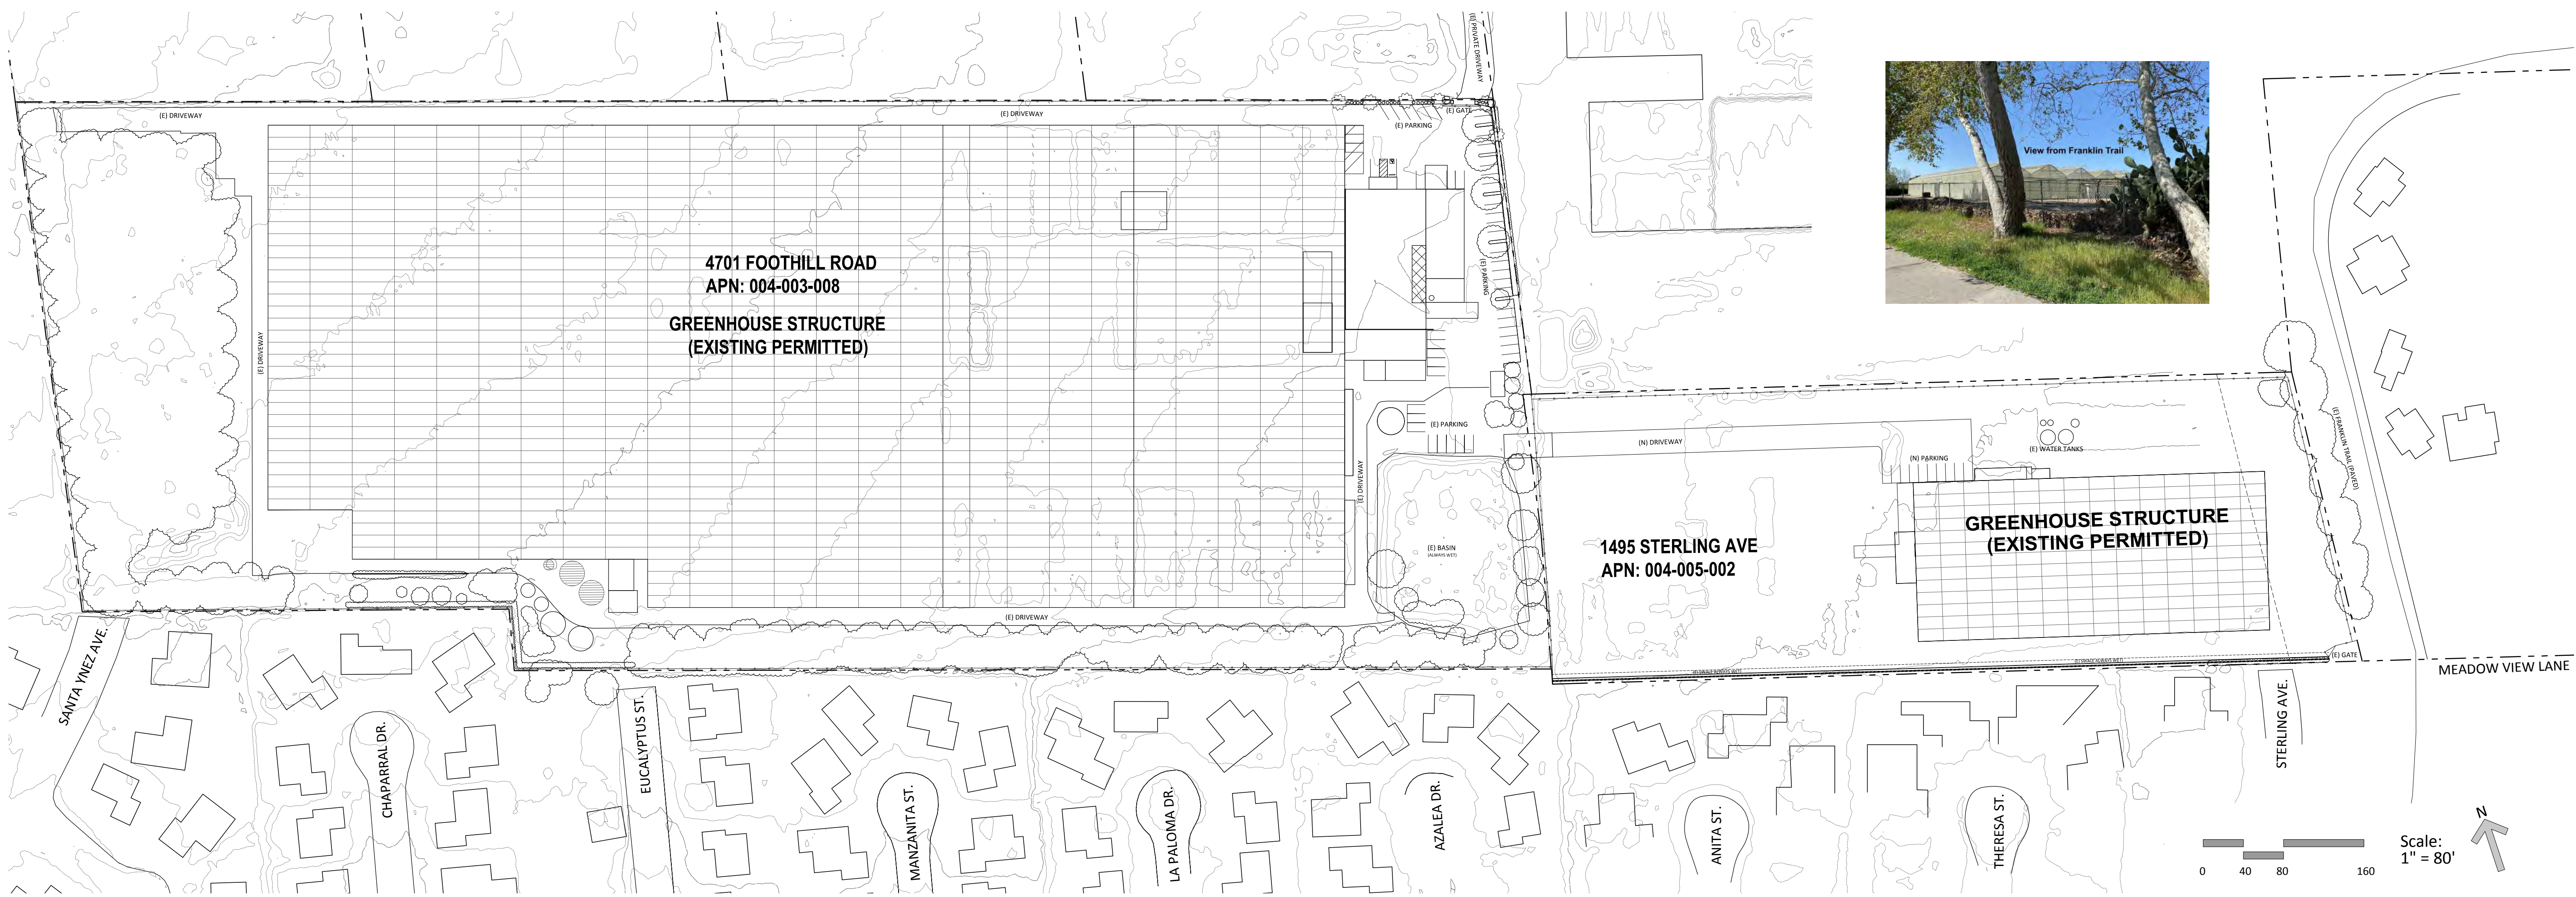 (E) PRIVATE DRIVEWAY
(E) DRIVEWAY
(E) DRIVEWAY
(E) GATE
(E) PARKING
View from Franklin Trail
4701 FOOTHILL ROAD
APN: 004-003-008
GREENHOUSE STRUCTURE
(EXISTING PERMITTED)
(E) DRIVEWAY
(E) PARKING
(E) PARKING
(E) DRIVEWAY
(E) BASIN
(ALWAYS WET)
(E) DRIVEWAY
(N) DRIVEWAY
(N) PARKING
(E) WATER TANKS
(E) FRANKLIN TRAIL (PAVED)
1495 STERLING AVE
APN: 004-005-002
GREENHOUSE STRUCTURE
(EXISTING PERMITTED)
(E) GATE
MEADOW VIEW LANE
SANTA YNEZ AVE.
CHAPARRAL DR.
EUCALYPTUS ST.
MANZANITA ST.
LA PALOMA DR.
AZALEA DR.
ANITA ST.
THERESA ST.
STERLING AVE.
N
Scale:
1" = 80'
0 40 80 160